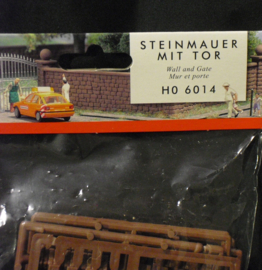 STEINMAUER
MIT TOR
Wall and Gate
Mur et porte
H0 6014